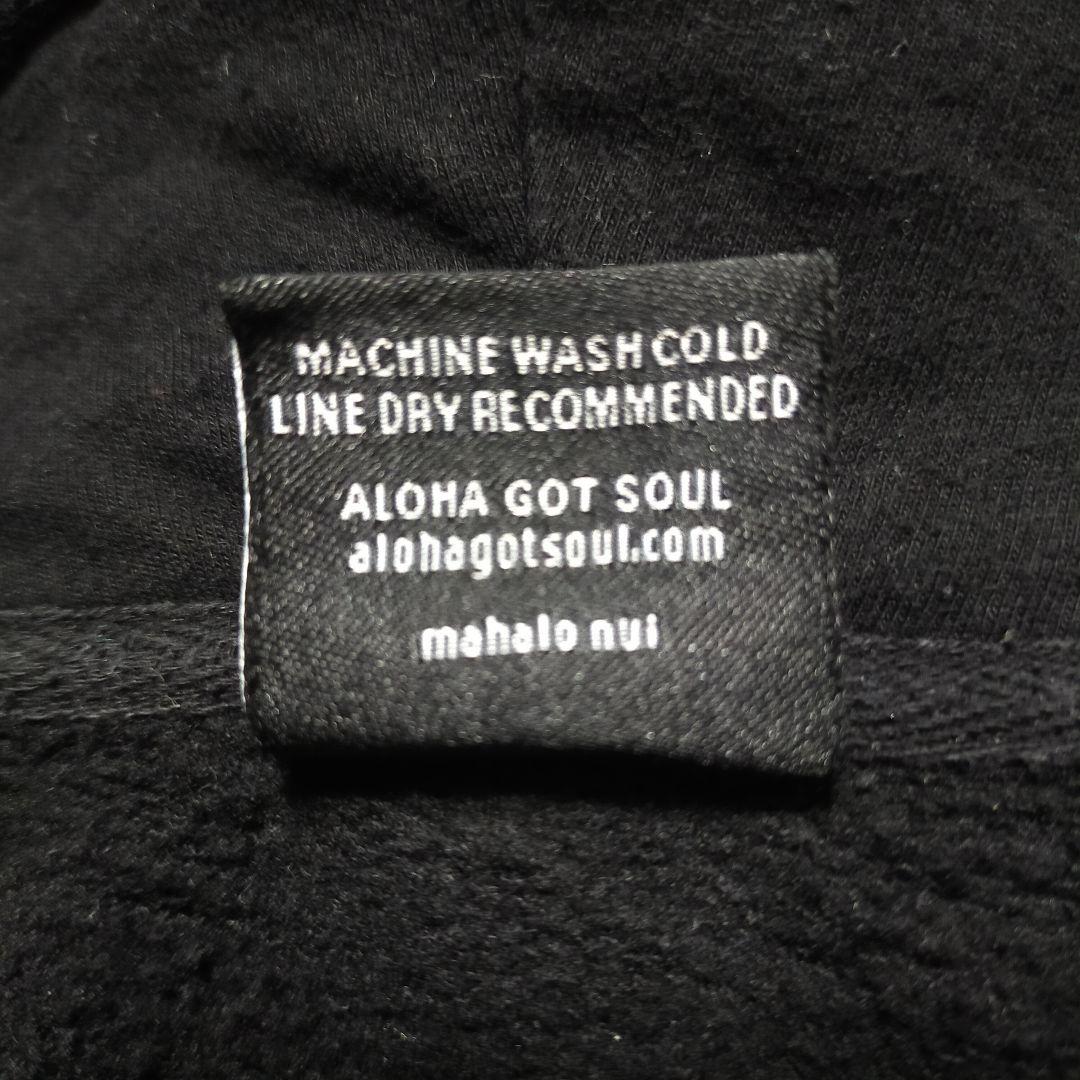 MACHINE WASH COLD
LINE DRY RECOMMENDED
ALOHA GOT SOUL
alohagotsoul.com
mahalo nui